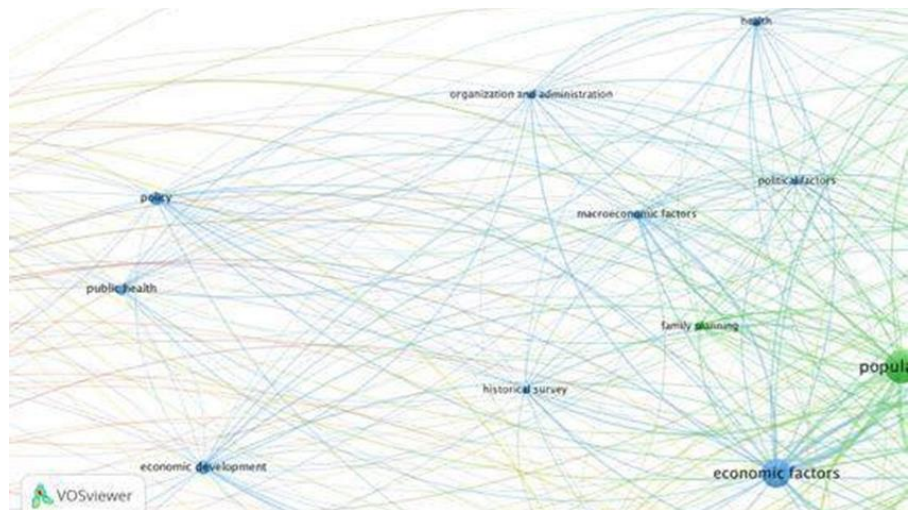 health
organization and administration
political factors
policy
macroeconomic factors
public health
family planning
popula
historical survey
economic development
economic factors
VOSviewer